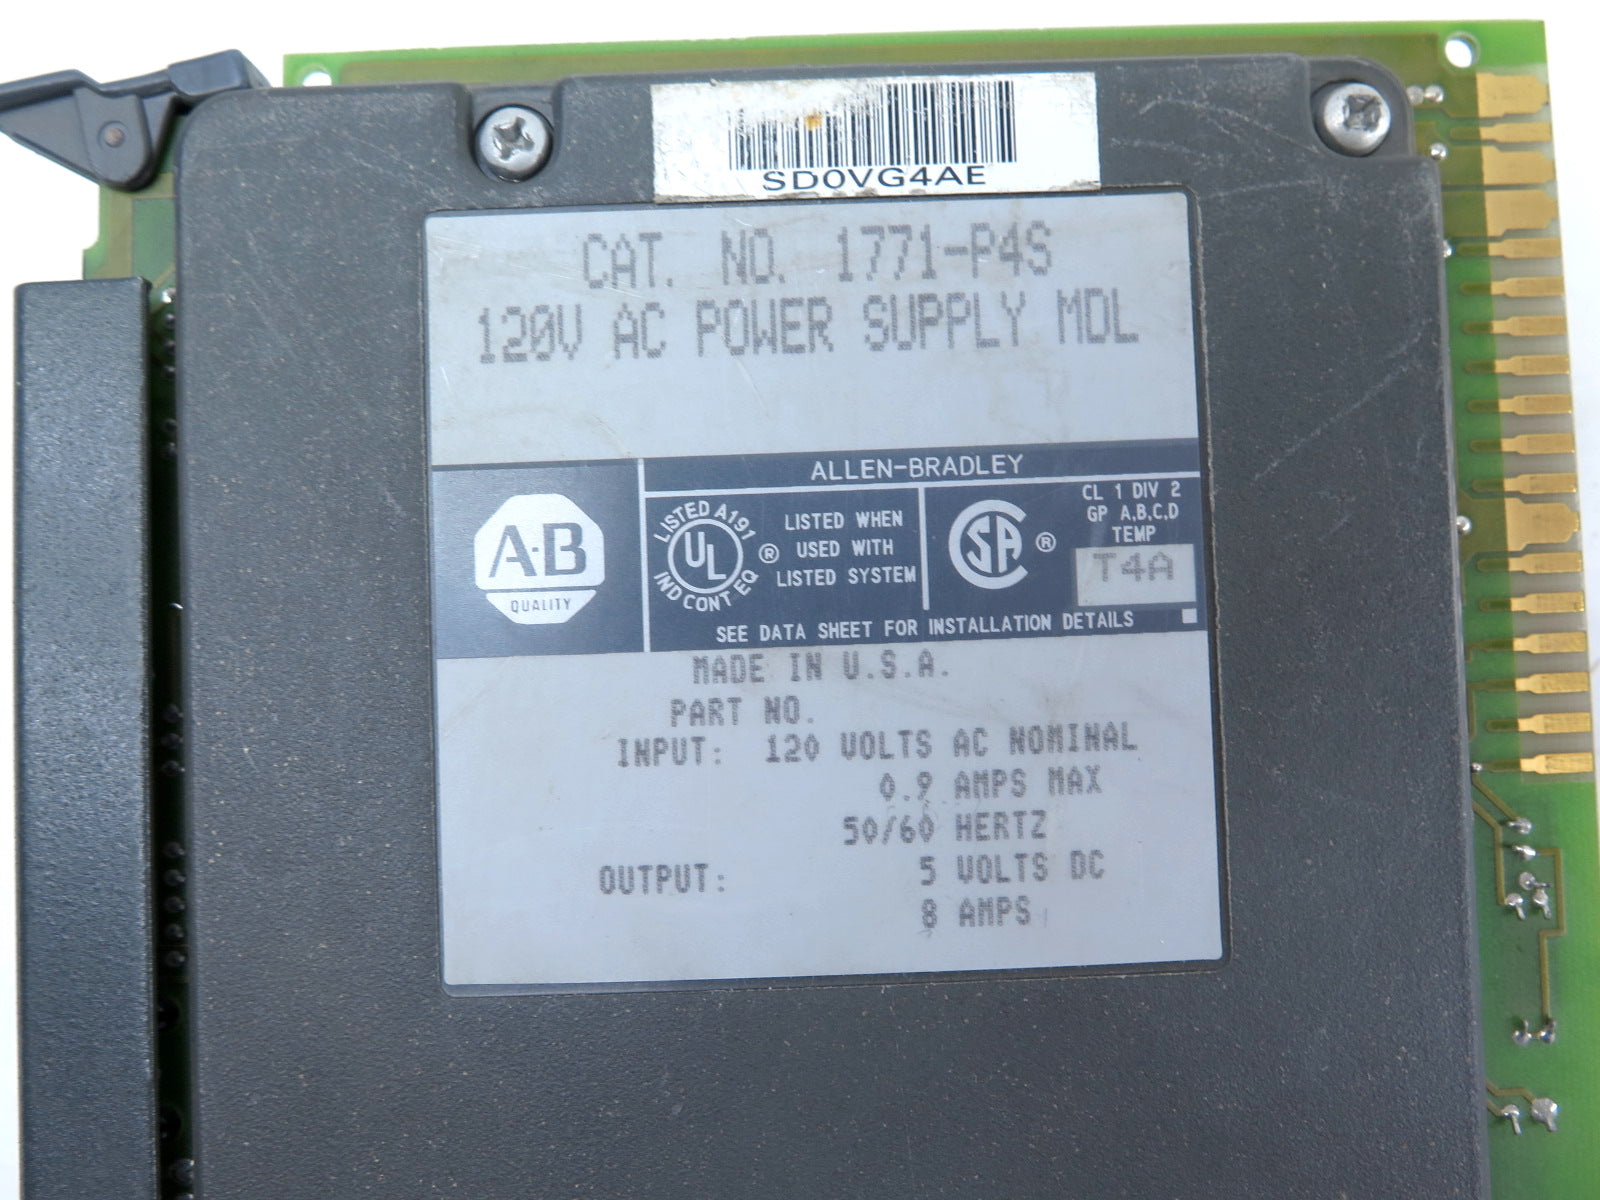 SD0VG4AE
CAT. NO. 1771-P4S
120V AC POWER SUPPLY MDL
ALLEN-BRADLEY
A·B
QUALITY
LISTED A191
UL
IND CONT EQ
®
LISTED WHEN
USED WITH
LISTED SYSTEM
CSA
®
CL 1 DIV 2
GP A,B,C,D
TEMP
T4A
SEE DATA SHEET FOR INSTALLATION DETAILS
MADE IN U.S.A.
PART NO.
INPUT: 120 VOLTS AC NOMINAL
0.9 AMPS MAX
50/60 HERTZ
OUTPUT: 5 VOLTS DC
8 AMPS